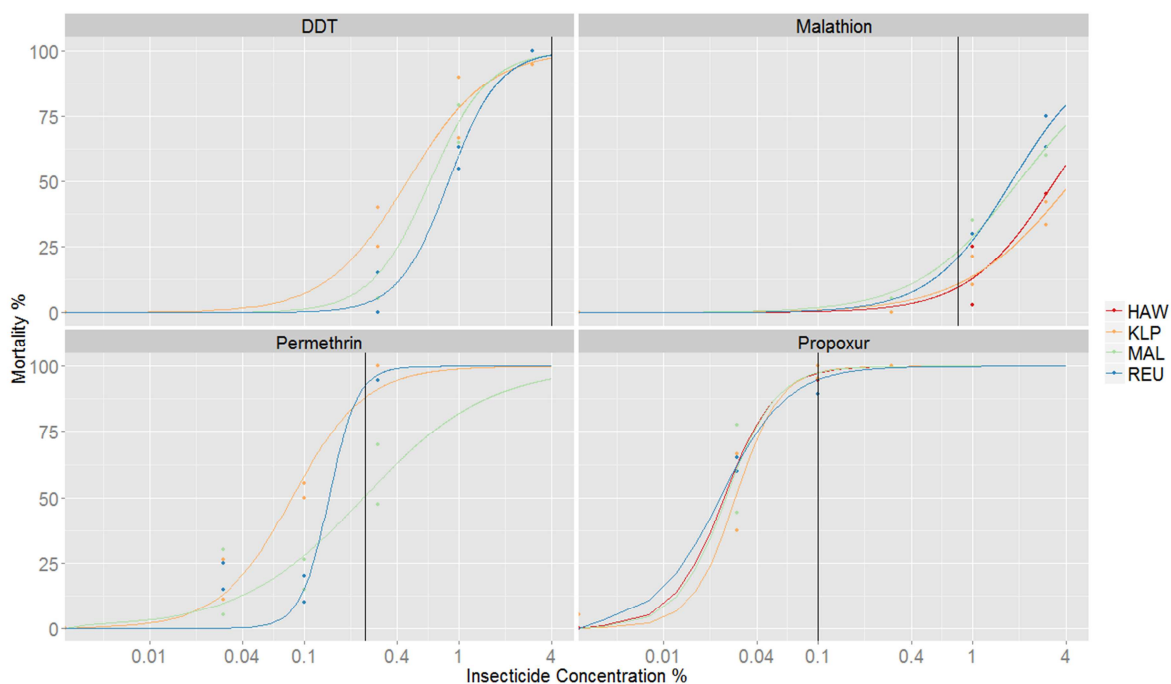 DDT
Malathion
100
75
50
25
0
Permethrin
Propoxur
100
75
50
25
0
0.01 0.04 0.1 0.4 1 4
0.01 0.04 0.1 0.4 1 4
Mortality %
Insecticide Concentration %
HAW
KLP
MAL
REU